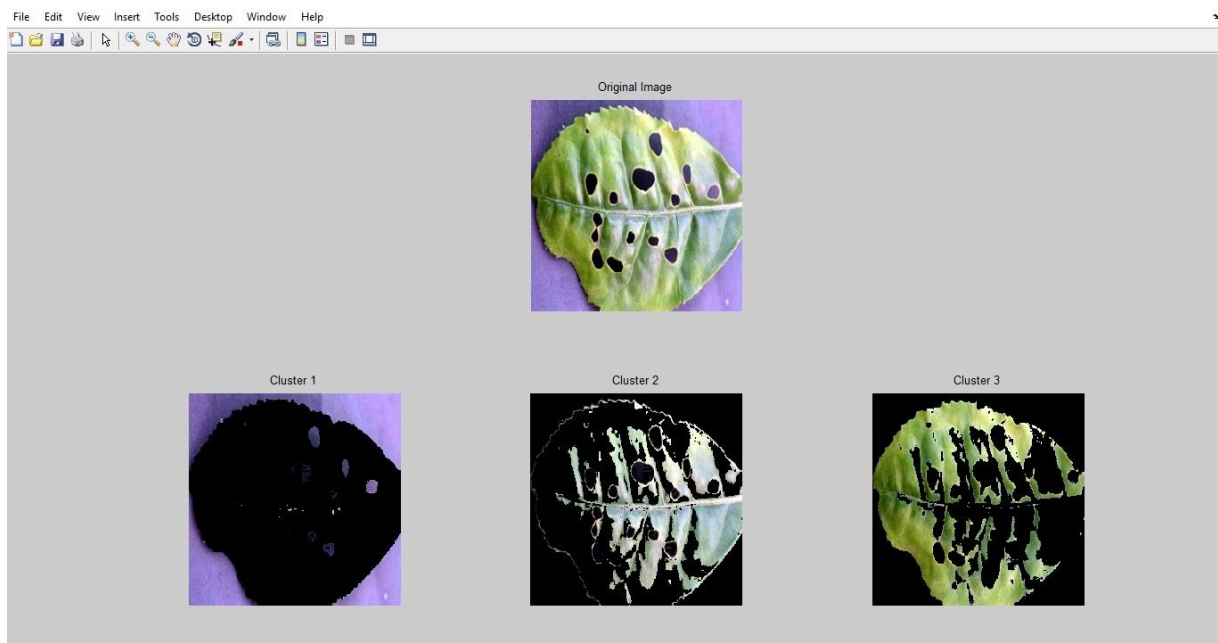 File Edit View Insert Tools Desktop Window Help
Original Image
Cluster 1 Cluster 2 Cluster 3